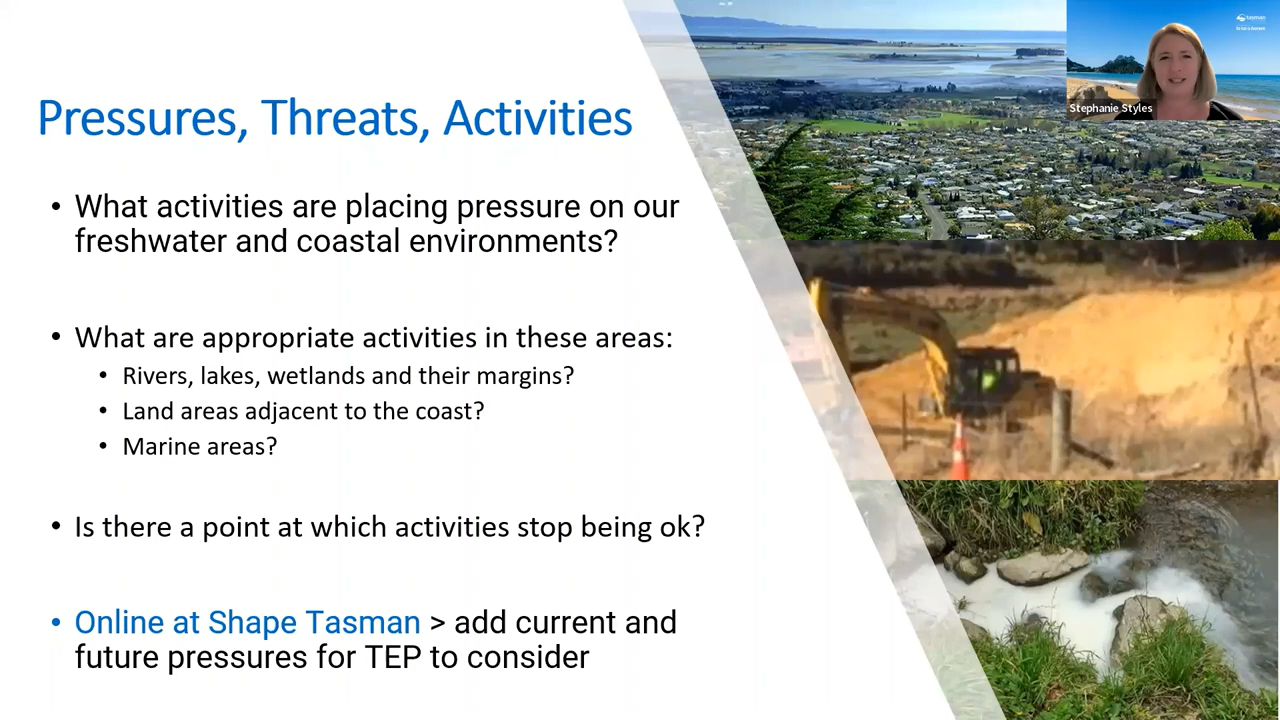 Pressures, Threats, Activities
• What activities are placing pressure on our
freshwater and coastal environments?
• What are appropriate activities in these areas:
• Rivers, lakes, wetlands and their margins?
• Land areas adjacent to the coast?
• Marine areas?
• Is there a point at which activities stop being ok?
• Online at Shape Tasman > add current and
future pressures for TEP to consider
tasman
Stephanie Styles